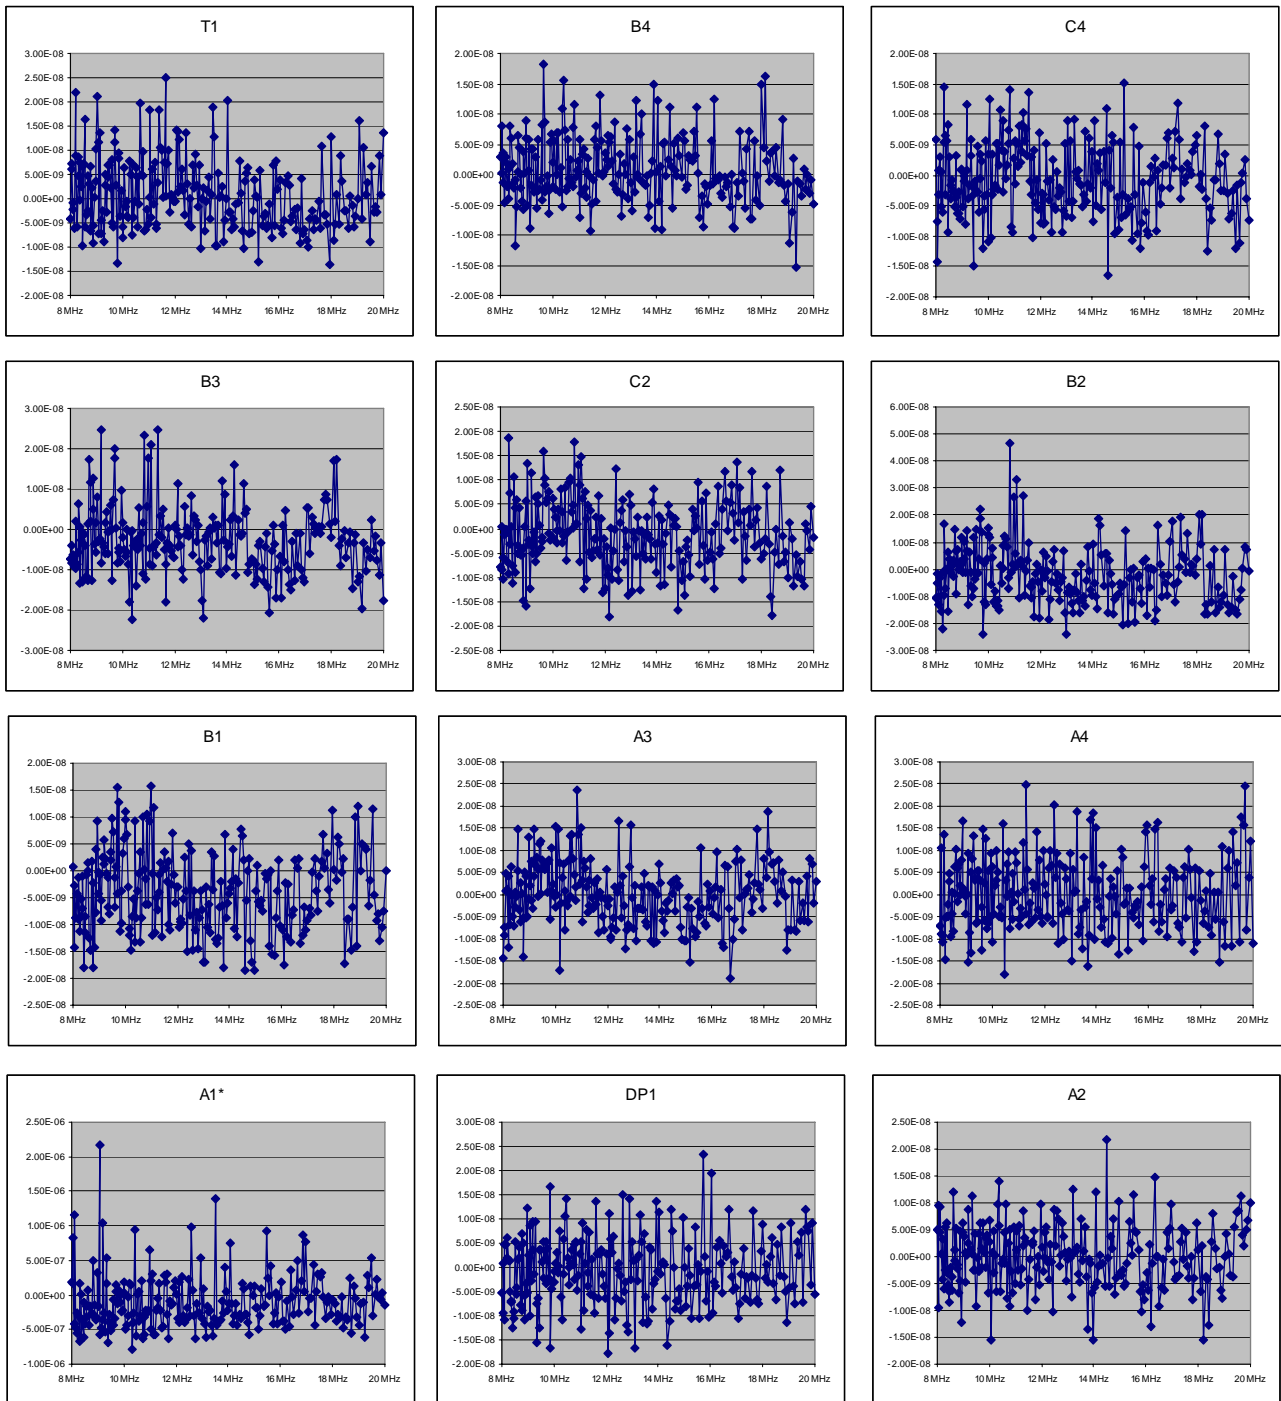 T1
3.00E-08
2.50E-08
2.00E-08
1.50E-08
1.00E-08
5.00E-09
0.00E+00
-5.00E-09
-1.00E-08
-1.50E-08
-2.00E-08
8 MHz 10 MHz 12 MHz 14 MHz 16 MHz 18 MHz 20 MHz
B4
2.00E-08
1.50E-08
1.00E-08
5.00E-09
0.00E+00
-5.00E-09
-1.00E-08
-1.50E-08
-2.00E-08
8 MHz 10 MHz 12 MHz 14 MHz 16 MHz 18 MHz 20 MHz
C4
2.00E-08
1.50E-08
1.00E-08
5.00E-09
0.00E+00
-5.00E-09
-1.00E-08
-1.50E-08
-2.00E-08
8 MHz 10 MHz 12 MHz 14 MHz 16 MHz 18 MHz 20 MHz
B3
3.00E-08
2.00E-08
1.00E-08
0.00E+00
-1.00E-08
-2.00E-08
-3.00E-08
8 MHz 10 MHz 12 MHz 14 MHz 16 MHz 18 MHz 20 MHz
C2
2.50E-08
2.00E-08
1.50E-08
1.00E-08
5.00E-09
0.00E+00
-5.00E-09
-1.00E-08
-1.50E-08
-2.00E-08
-2.50E-08
8 MHz 10 MHz 12 MHz 14 MHz 16 MHz 18 MHz 20 MHz
B2
6.00E-08
5.00E-08
4.00E-08
3.00E-08
2.00E-08
1.00E-08
0.00E+00
-1.00E-08
-2.00E-08
-3.00E-08
8 MHz 10 MHz 12 MHz 14 MHz 16 MHz 18 MHz 20 MHz
B1
2.00E-08
1.50E-08
1.00E-08
5.00E-09
0.00E+00
-5.00E-09
-1.00E-08
-1.50E-08
-2.00E-08
-2.50E-08
8 MHz 10 MHz 12 MHz 14 MHz 16 MHz 18 MHz 20 MHz
A3
3.00E-08
2.50E-08
2.00E-08
1.50E-08
1.00E-08
5.00E-09
0.00E+00
-5.00E-09
-1.00E-08
-1.50E-08
-2.00E-08
-2.50E-08
8 MHz 10 MHz 12 MHz 14 MHz 16 MHz 18 MHz 20 MHz
A4
3.00E-08
2.50E-08
2.00E-08
1.50E-08
1.00E-08
5.00E-09
0.00E+00
-5.00E-09
-1.00E-08
-1.50E-08
-2.00E-08
-2.50E-08
8 MHz 10 MHz 12 MHz 14 MHz 16 MHz 18 MHz 20 MHz
A1*
2.50E-06
2.00E-06
1.50E-06
1.00E-06
5.00E-07
0.00E+00
-5.00E-07
-1.00E-06
8 MHz 10 MHz 12 MHz 14 MHz 16 MHz 18 MHz 20 MHz
DP1
3.00E-08
2.50E-08
2.00E-08
1.50E-08
1.00E-08
5.00E-09
0.00E+00
-5.00E-09
-1.00E-08
-1.50E-08
-2.00E-08
8 MHz 10 MHz 12 MHz 14 MHz 16 MHz 18 MHz 20 MHz
A2
2.50E-08
2.00E-08
1.50E-08
1.00E-08
5.00E-09
0.00E+00
-5.00E-09
-1.00E-08
-1.50E-08
-2.00E-08
8 MHz 10 MHz 12 MHz 14 MHz 16 MHz 18 MHz 20 MHz